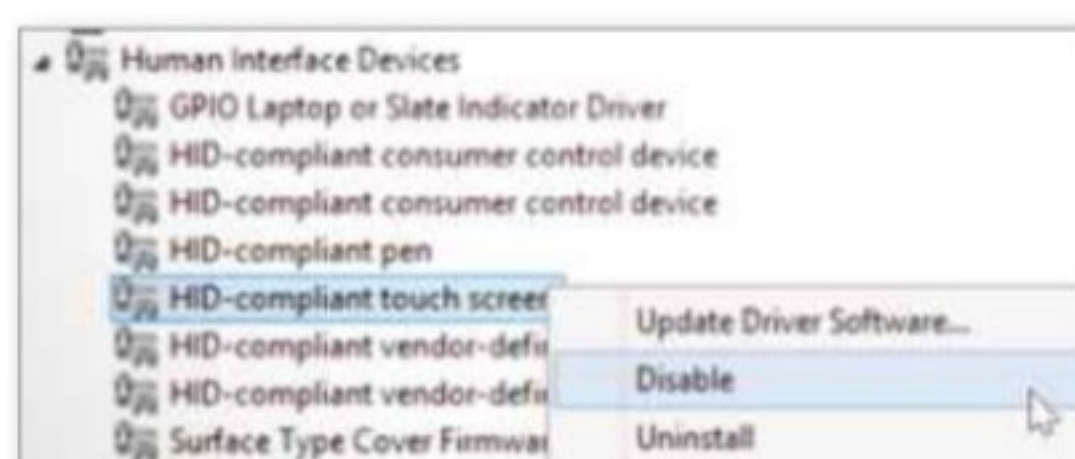 Human Interface Devices
GPIO Laptop or Slate Indicator Driver
HID-compliant consumer control device
HID-compliant consumer control device
HID-compliant pen
HID-compliant touch screen
HID-compliant vendor-defi
HID-compliant vendor-defi
Surface Type Cover Firmwar
Update Driver Software...
Disable
Uninstall